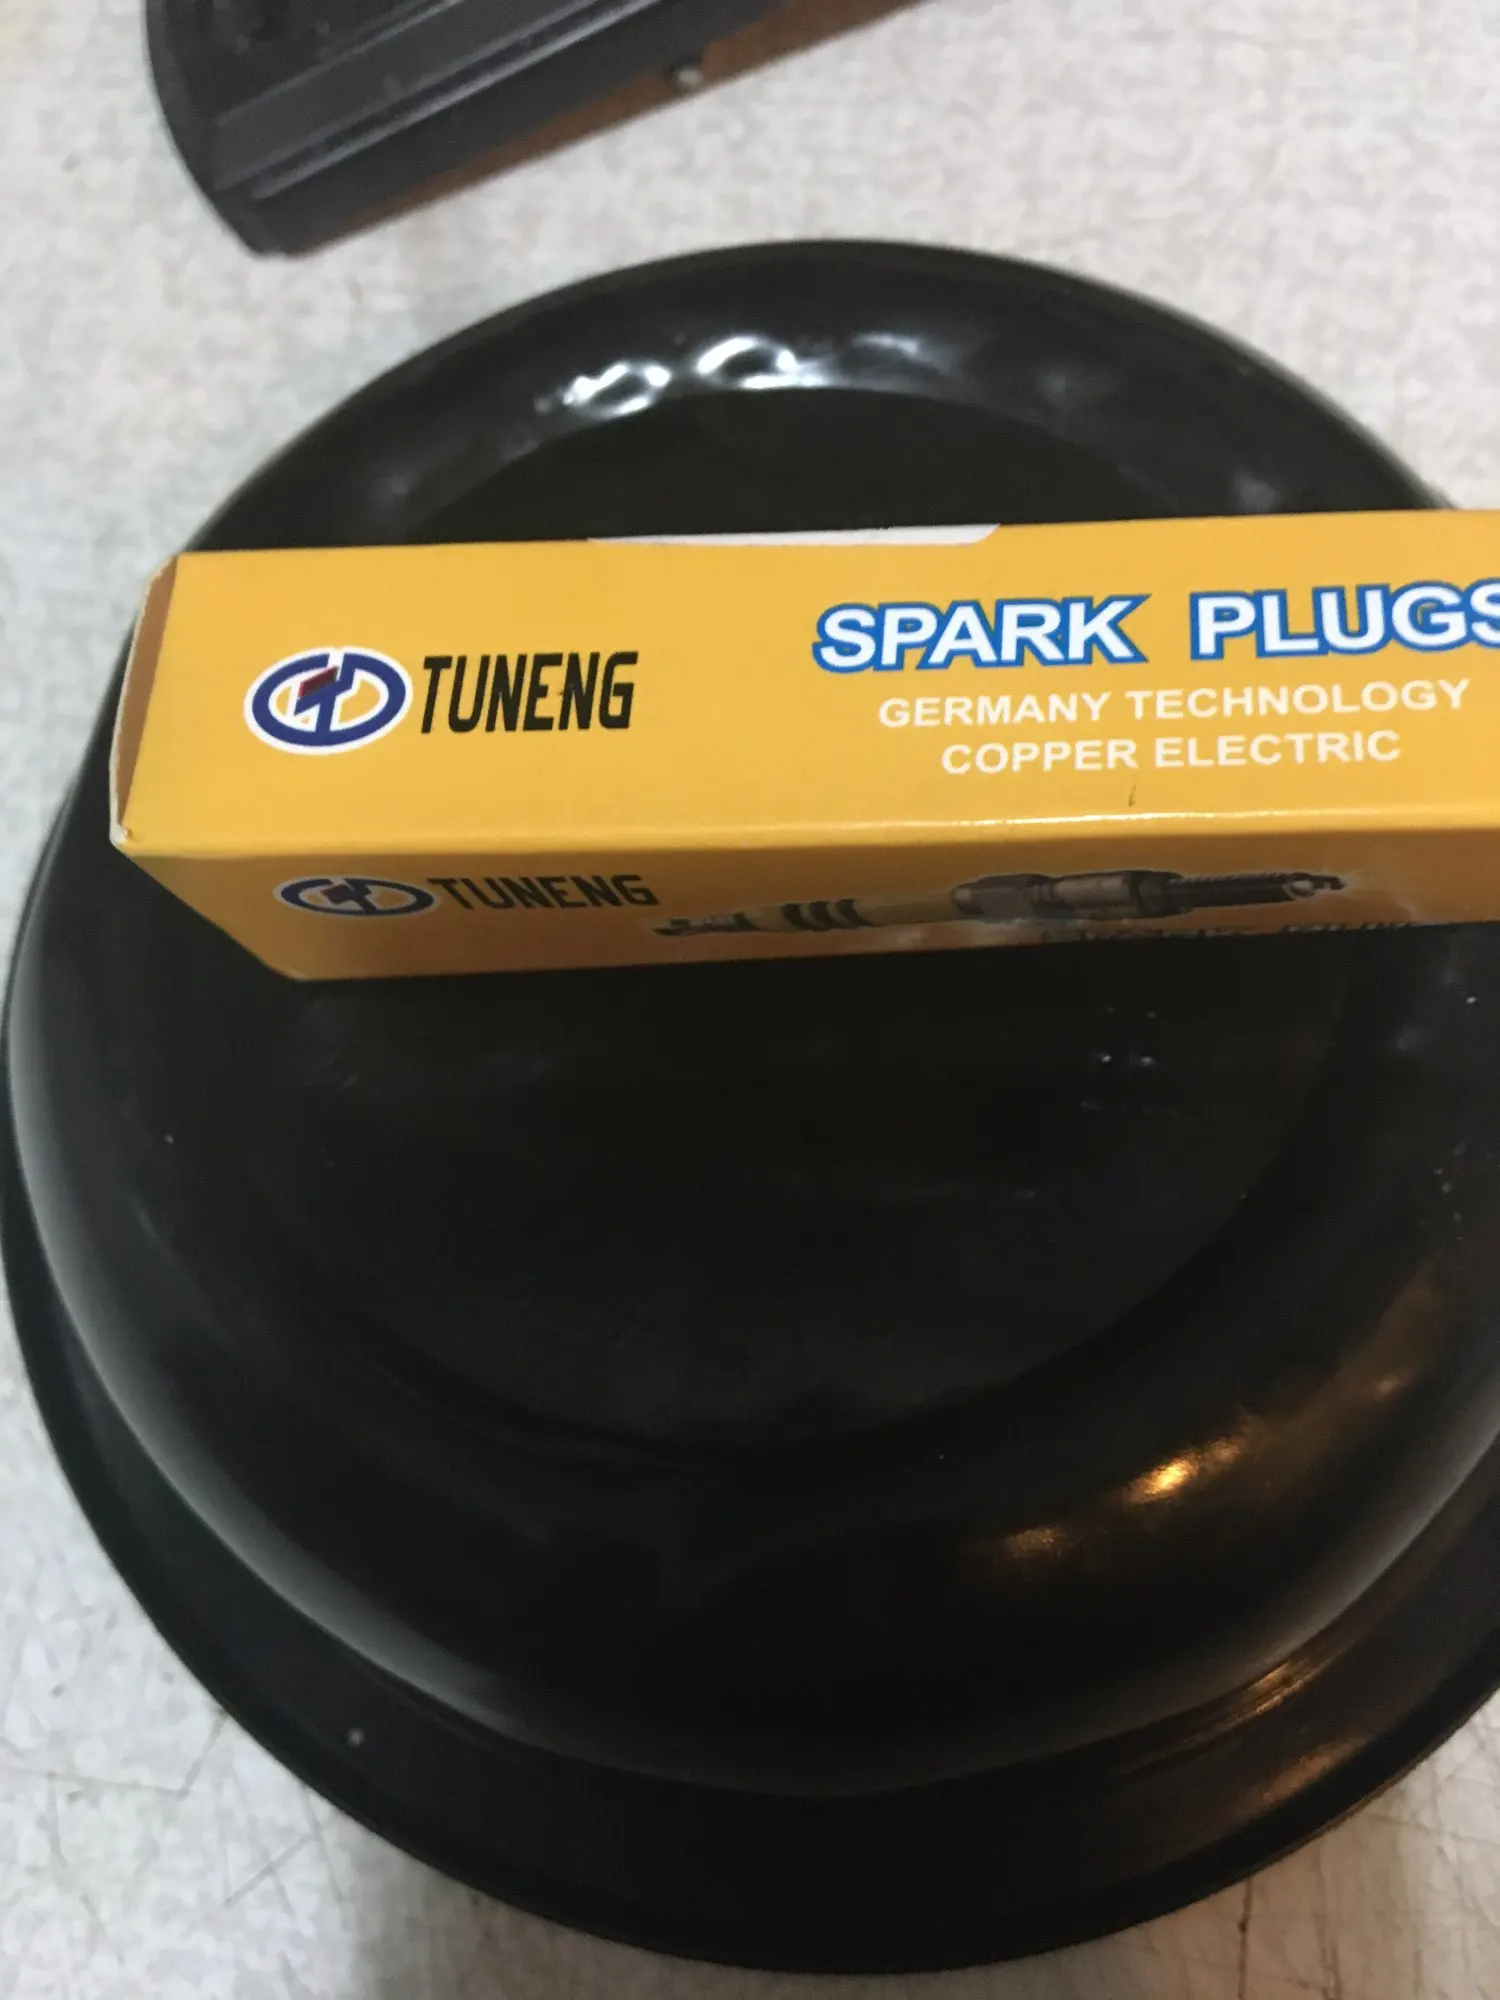 TUNENG
SPARK PLUGS
GERMANY TECHNOLOGY
COPPER ELECTRIC
TUNENG